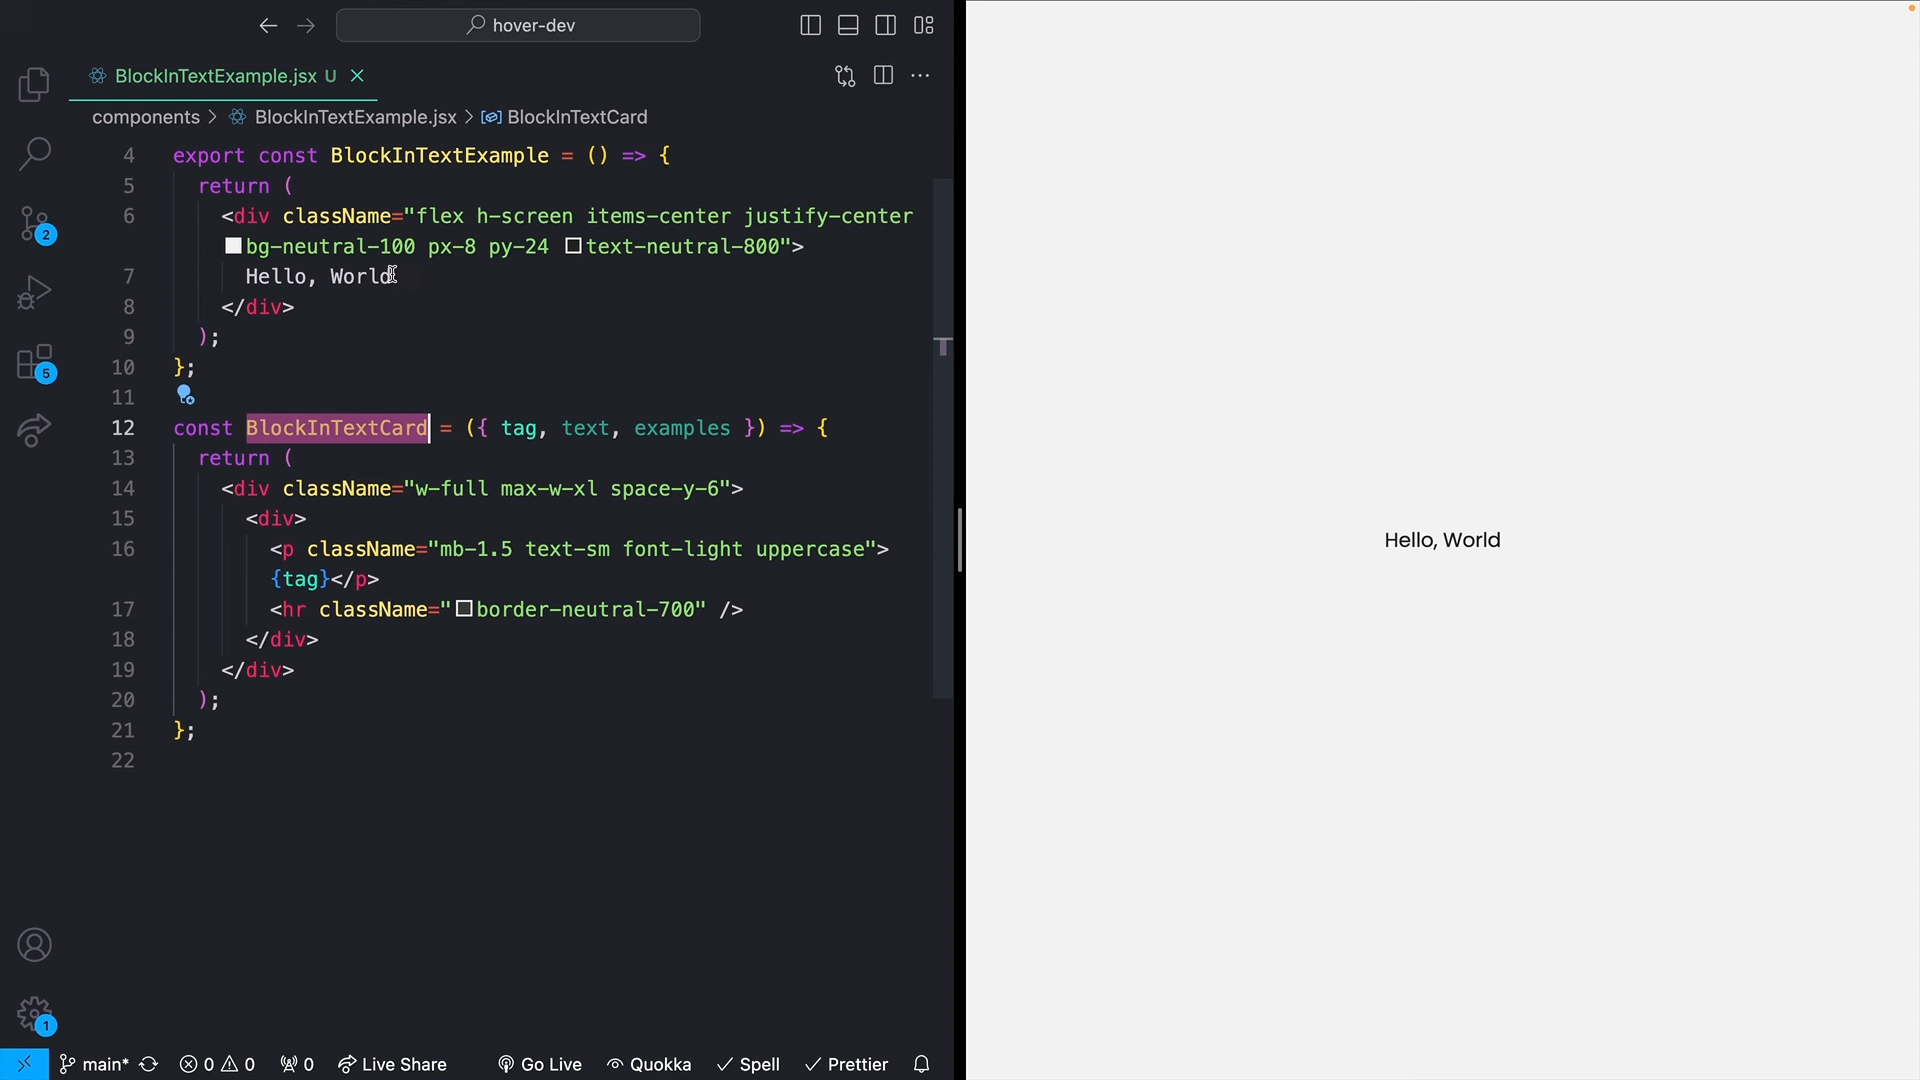 hover-dev
BlockInTextExample.jsx U
components > BlockInTextExample.jsx > BlockInTextCard
4 export const BlockInTextExample = () => {
5 return (
6 <div className="flex h-screen items-center justify-center
bg-neutral-100 px-8 py-24 text-neutral-800">
7 Hello, World
8 </div>
9 );
10 };
11
12 const BlockInTextCard = ({ tag, text, examples }) => {
13 return (
14 <div className="w-full max-w-xl space-y-6">
15 <div>
16 <p className="mb-1.5 text-sm font-light uppercase">
{tag}</p>
17 <hr className="border-neutral-700" />
18 </div>
19 </div>
20 );
21 };
22
2
5
1
main* 0 0 0 Live Share Go Live Quokka Spell Prettier
Hello, World